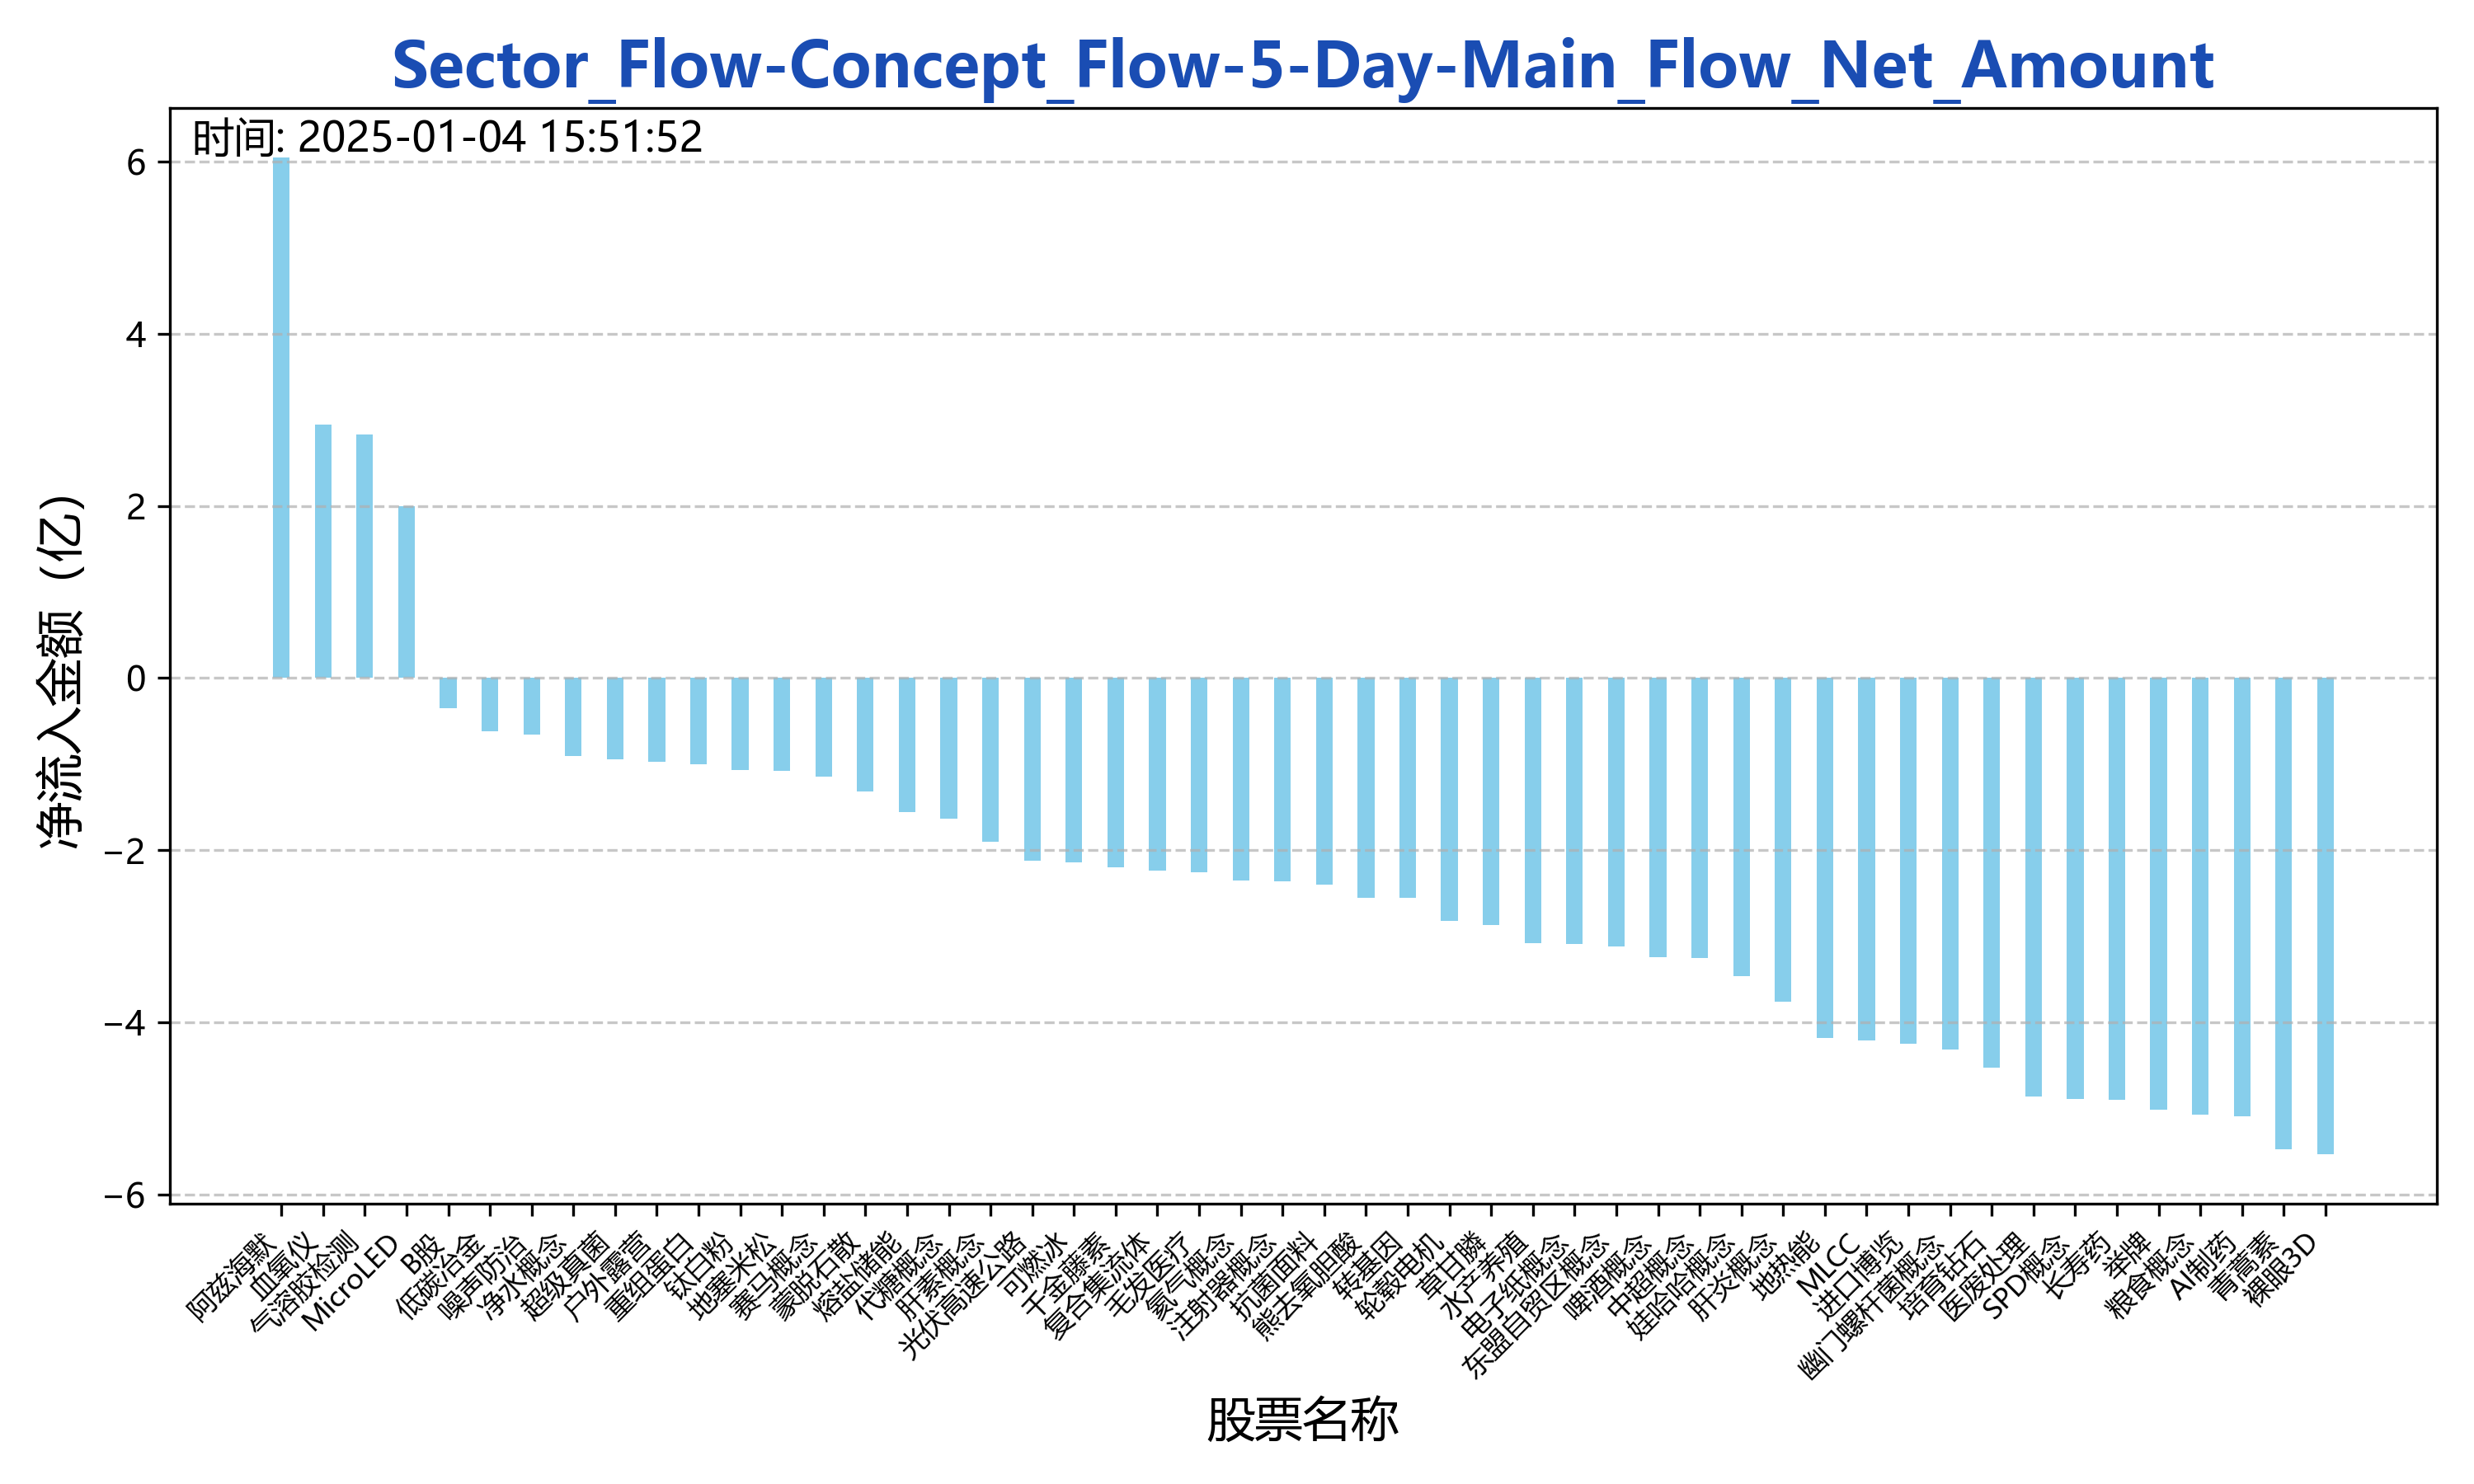 Sector_Flow-Concept_Flow-5-Day-Main_Flow_Net_Amount
时间: 2025-01-04 15:51:52
净流入金额（亿）
6
4
2
0
−2
−4
−6
阿兹海默
血氧仪
气溶胶检测
MicroLED
B股
低碳冶金
噪声防治
净水概念
超级真菌
户外露营
重组蛋白
钛白粉
地塞米松
赛马概念
蒙脱石散
熔盐储能
代糖概念
肝素概念
光伏高速公路
可燃冰
千金藤素
复合集流体
毛发医疗
氦气概念
注射器概念
抗菌面料
熊去氧胆酸
转基因
轮毂电机
草甘膦
水产养殖
电子纸概念
东盟自贸区概念
啤酒概念
中超概念
娃哈哈概念
肝炎概念
地热能
MLCC
进口博览
幽门螺杆菌概念
培育钻石
医废处理
SPD概念
长寿药
举牌
粮食概念
AI制药
青蒿素
裸眼3D
股票名称